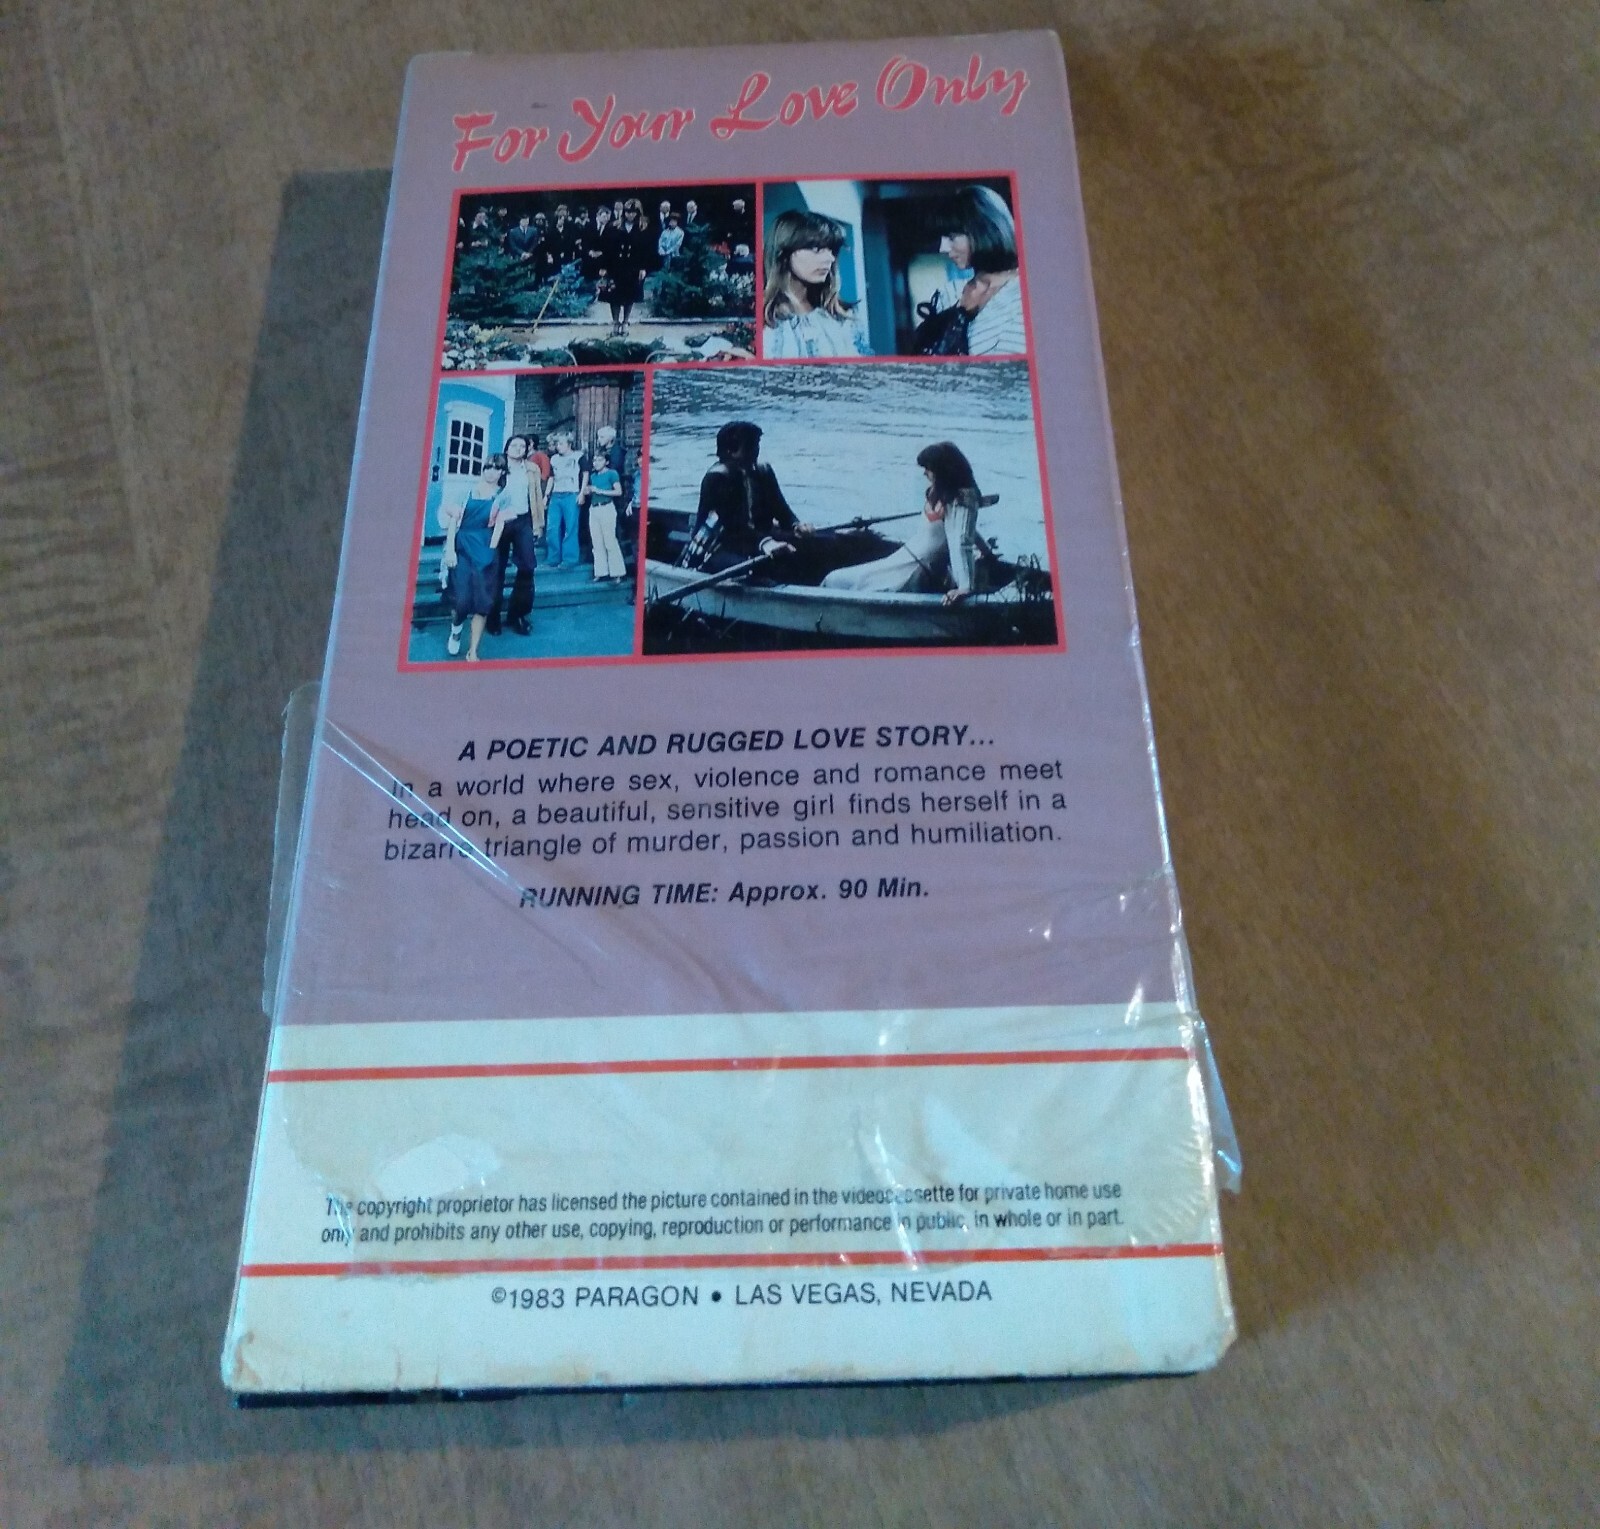 For Your Love Only
A POETIC AND RUGGED LOVE STORY...
In a world where sex, violence and romance meet
head on, a beautiful, sensitive girl finds herself in a
bizarre triangle of murder, passion and humiliation.
RUNNING TIME: Approx. 90 Min.
The copyright proprietor has licensed the picture contained in the videocassette for private home use
only and prohibits any other use, copying, reproduction or performance in public, in whole or in part.
©1983 PARAGON • LAS VEGAS, NEVADA